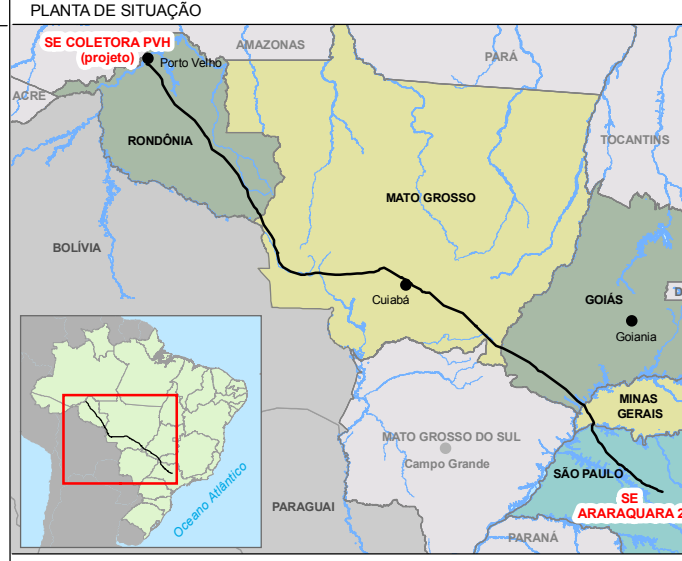 PLANTA DE SITUAÇÃO
SE COLETORA PVH
(projeto)
Porto Velho
AMAZONAS
PARÁ
ACRE
TOCANTINS
RONDÔNIA
MATO GROSSO
BOLÍVIA
Cuiabá
GOIÁS
D
Goiania
MINAS
GERAIS
MATO GROSSO DO SUL
Campo Grande
SÃO PAULO
SE
ARARAQUARA 2
PARAGUAI
PARANÁ
Oceano Atlântico